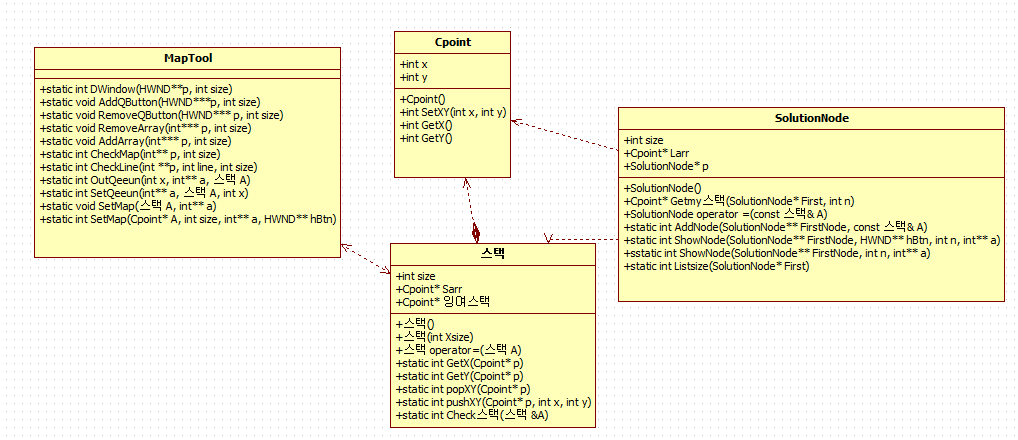 MapTool
+static int DWindow(HWND**p, int size)
+static void AddQButton(HWND***p, int size)
+static void RemoveQButton(HWND*** p, int size)
+static void RemoveArray(int*** p, int size)
+static void AddArray(int*** p, int size)
+static int CheckMap(int** p, int size)
+static int CheckLine(int **p, int line, int size)
+static int OutQeeun(int x, int** a, 스택 A)
+static int SetQeeun(int** a, 스택 A, int x)
+static void SetMap(스택 A, int** a)
+static int SetMap(Cpoint* A, int size, int** a, HWND** hBtn)
Cpoint
+int x
+int y
+Cpoint()
+int SetXY(int x, int y)
+int GetX()
+int GetY()
SolutionNode
+int size
+Cpoint* Larr
+SolutionNode* p
+SolutionNode()
+Cpoint* Getmy스택(SolutionNode* First, int n)
+SolutionNode operator =(const 스택& A)
+static int AddNode(SolutionNode** FirstNode, const 스택& A)
+static int ShowNode(SolutionNode** FirstNode, HWND** hBtn, int n, int** a)
+sstatic int ShowNode(SolutionNode** FirstNode, int n, int** a)
+static int Listsize(SolutionNode* First)
스택
+int size
+Cpoint* Sarr
+Cpoint* 잉여스택
+스택()
+스택(int Xsize)
+스택 operator=(스택 A)
+static int GetX(Cpoint* p)
+static int GetY(Cpoint* p)
+static int popXY(Cpoint* p)
+static int pushXY(Cpoint* p, int x, int y)
+static int Check스택(스택 &A)